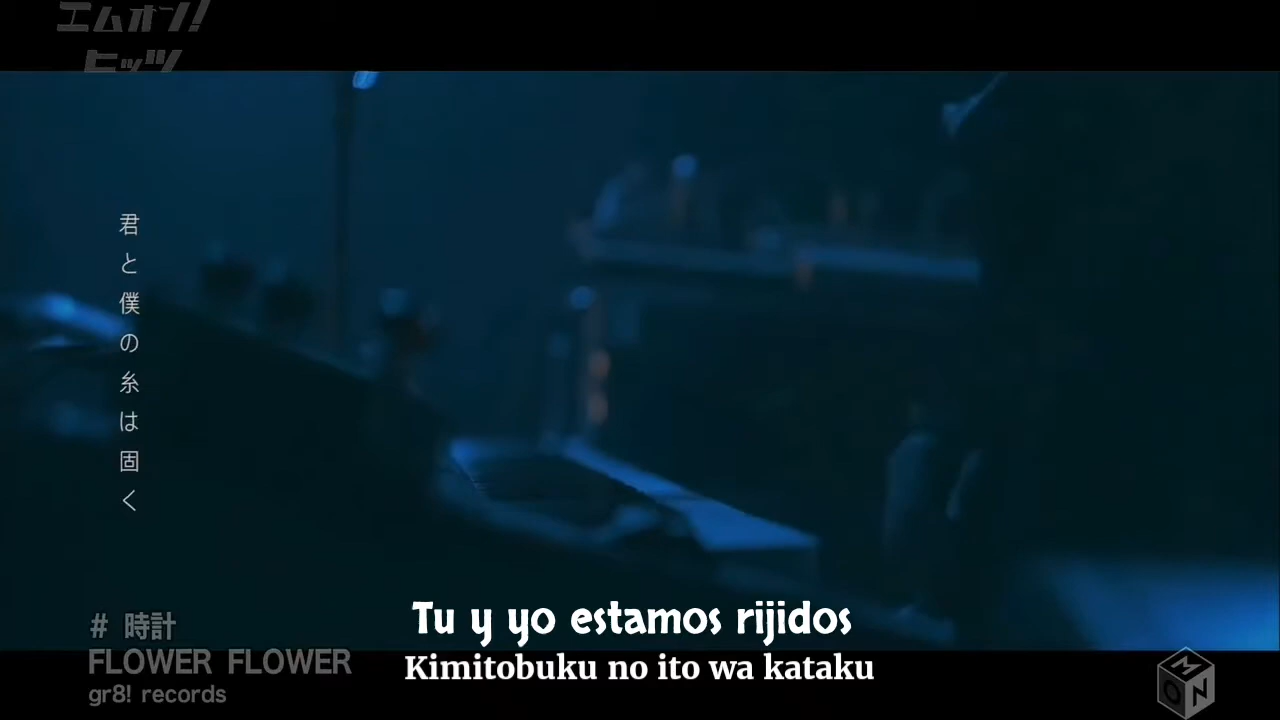 エムオン!
ヒッツ
君と僕の糸は固く
# 時計
FLOWER FLOWER
gr8! records
Tu y yo estamos rijidos
Kimitobuku no ito wa kataku
M
O
N